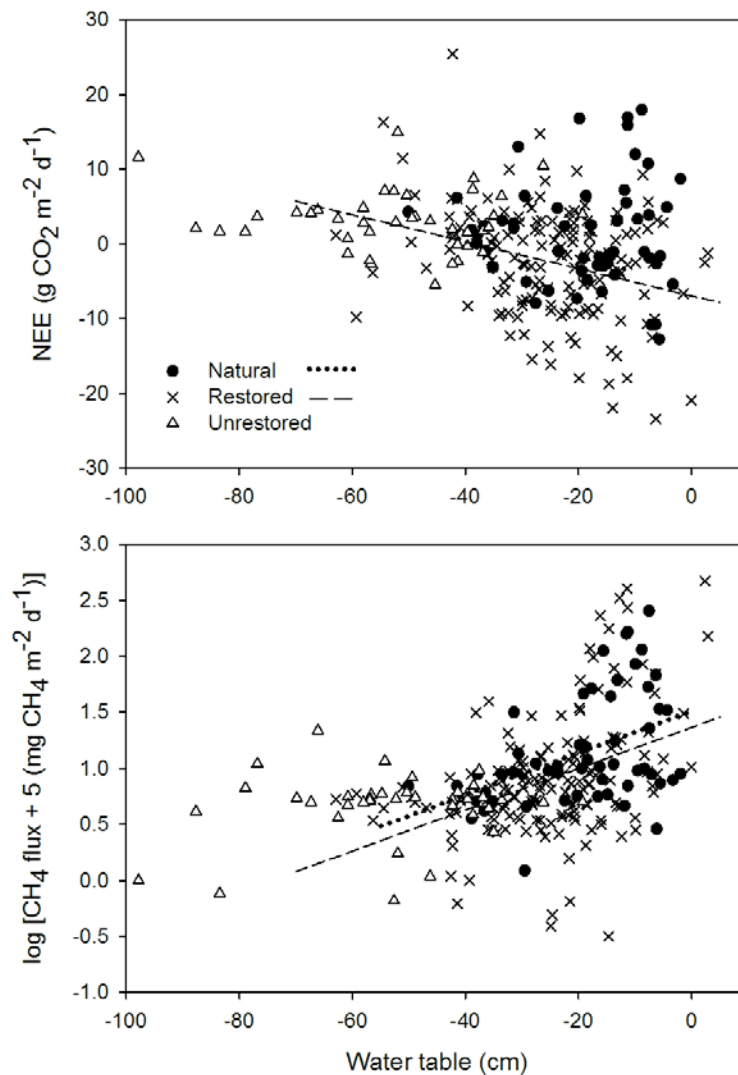 30
20
10
0
-10
-20
-30
NEE (g CO2 m-2 d-1)
Natural
Restored
Unrestored
-100 -80 -60 -40 -20 0
3.0
2.5
2.0
1.5
1.0
0.5
0.0
-0.5
-1.0
log [CH4 flux + 5 (mg CH4 m-2 d-1)]
-100 -80 -60 -40 -20 0
Water table (cm)